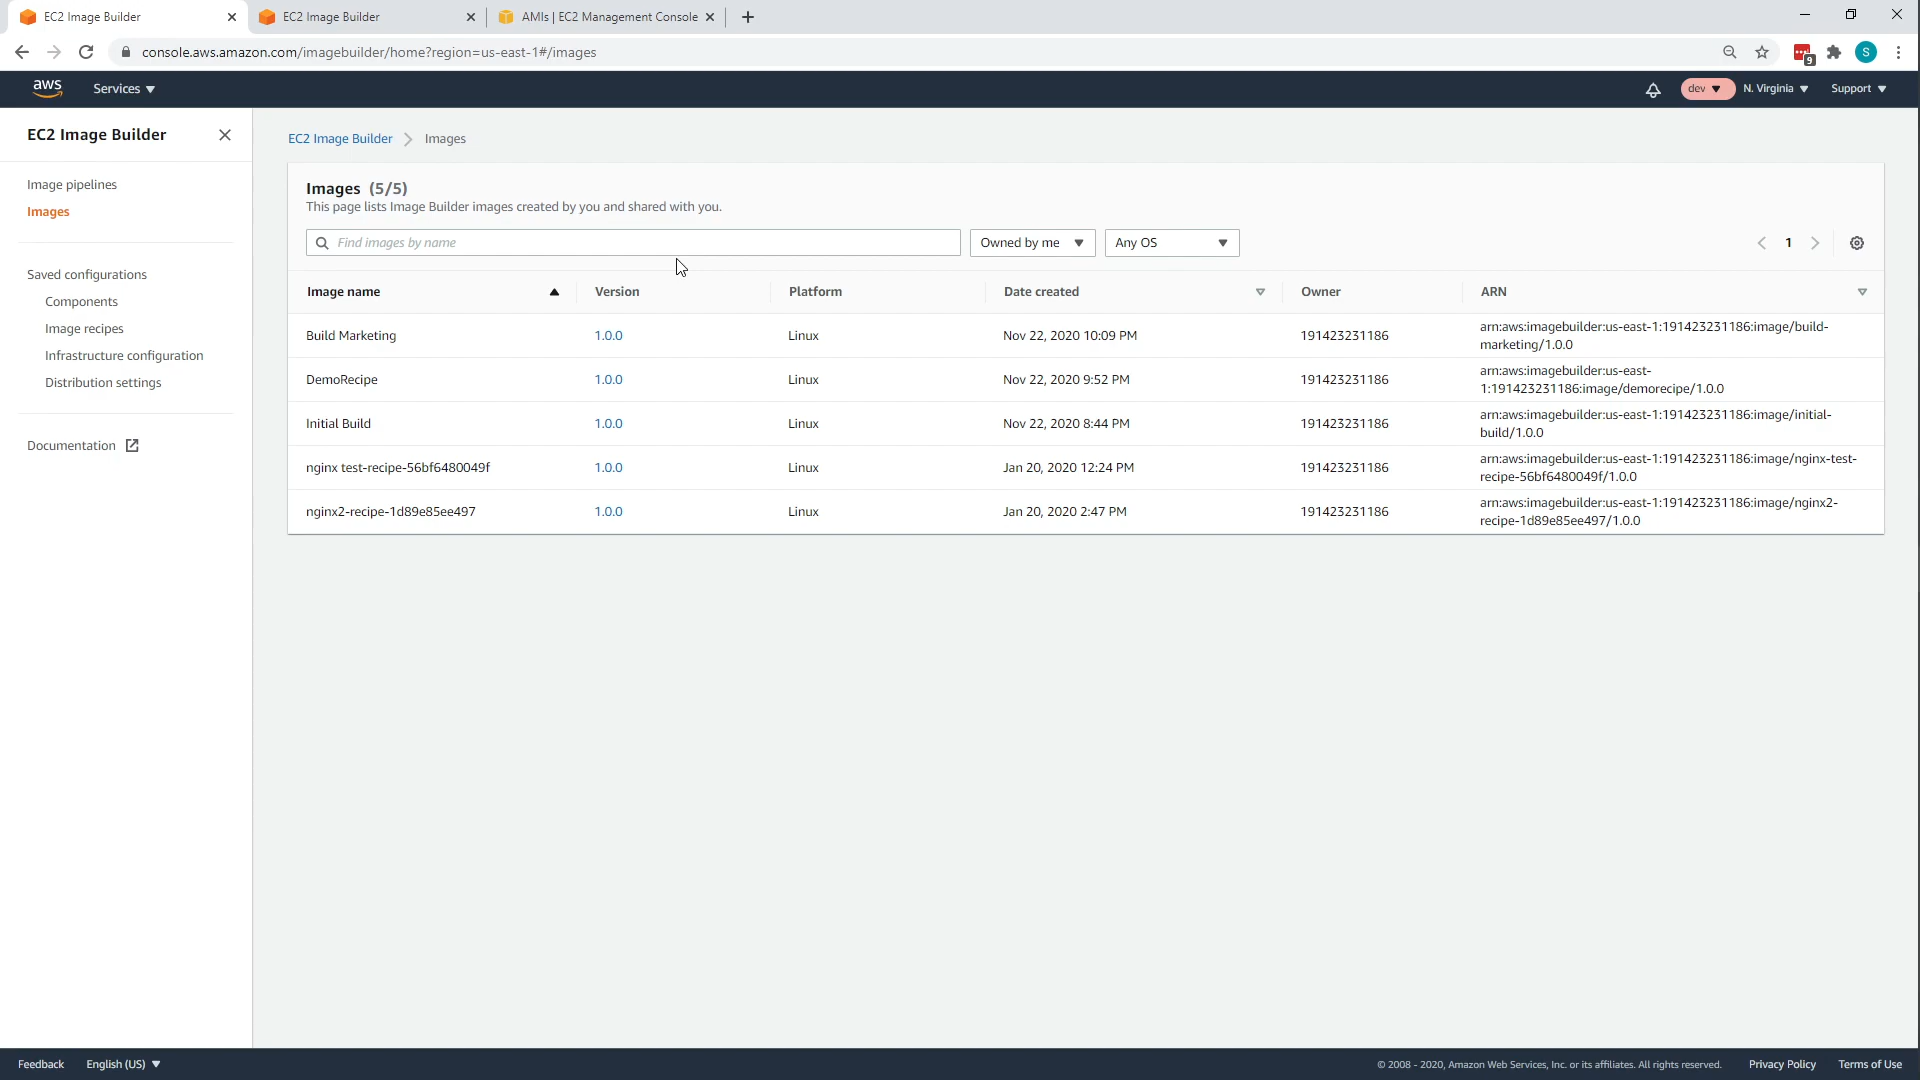 EC2 Image Builder
EC2 Image Builder
AMIs | EC2 Management Console
console.aws.amazon.com/imagebuilder/home?region=us-east-1#/images
9
S
aws
Services
dev
N. Virginia
Support
EC2 Image Builder
Image pipelines
Images
Saved configurations
Components
Image recipes
Infrastructure configuration
Distribution settings
Documentation
EC2 Image Builder
Images
Images (5/5)
This page lists Image Builder images created by you and shared with you.
Find images by name
Owned by me
Any OS
1
Image name
Version
Platform
Date created
Owner
ARN
Build Marketing
1.0.0
Linux
Nov 22, 2020 10:09 PM
191423231186
arn:aws:imagebuilder:us-east-1:191423231186:image/build-
marketing/1.0.0
DemoRecipe
1.0.0
Linux
Nov 22, 2020 9:52 PM
191423231186
arn:aws:imagebuilder:us-east-
1:191423231186:image/demorecipe/1.0.0
Initial Build
1.0.0
Linux
Nov 22, 2020 8:44 PM
191423231186
arn:aws:imagebuilder:us-east-1:191423231186:image/initial-
build/1.0.0
nginx test-recipe-56bf6480049f
1.0.0
Linux
Jan 20, 2020 12:24 PM
191423231186
arn:aws:imagebuilder:us-east-1:191423231186:image/nginx-test-
recipe-56bf6480049f/1.0.0
nginx2-recipe-1d89e85ee497
1.0.0
Linux
Jan 20, 2020 2:47 PM
191423231186
arn:aws:imagebuilder:us-east-1:191423231186:image/nginx2-
recipe-1d89e85ee497/1.0.0
Feedback
English (US)
© 2008 - 2020, Amazon Web Services, Inc. or its affiliates. All rights reserved.
Privacy Policy
Terms of Use